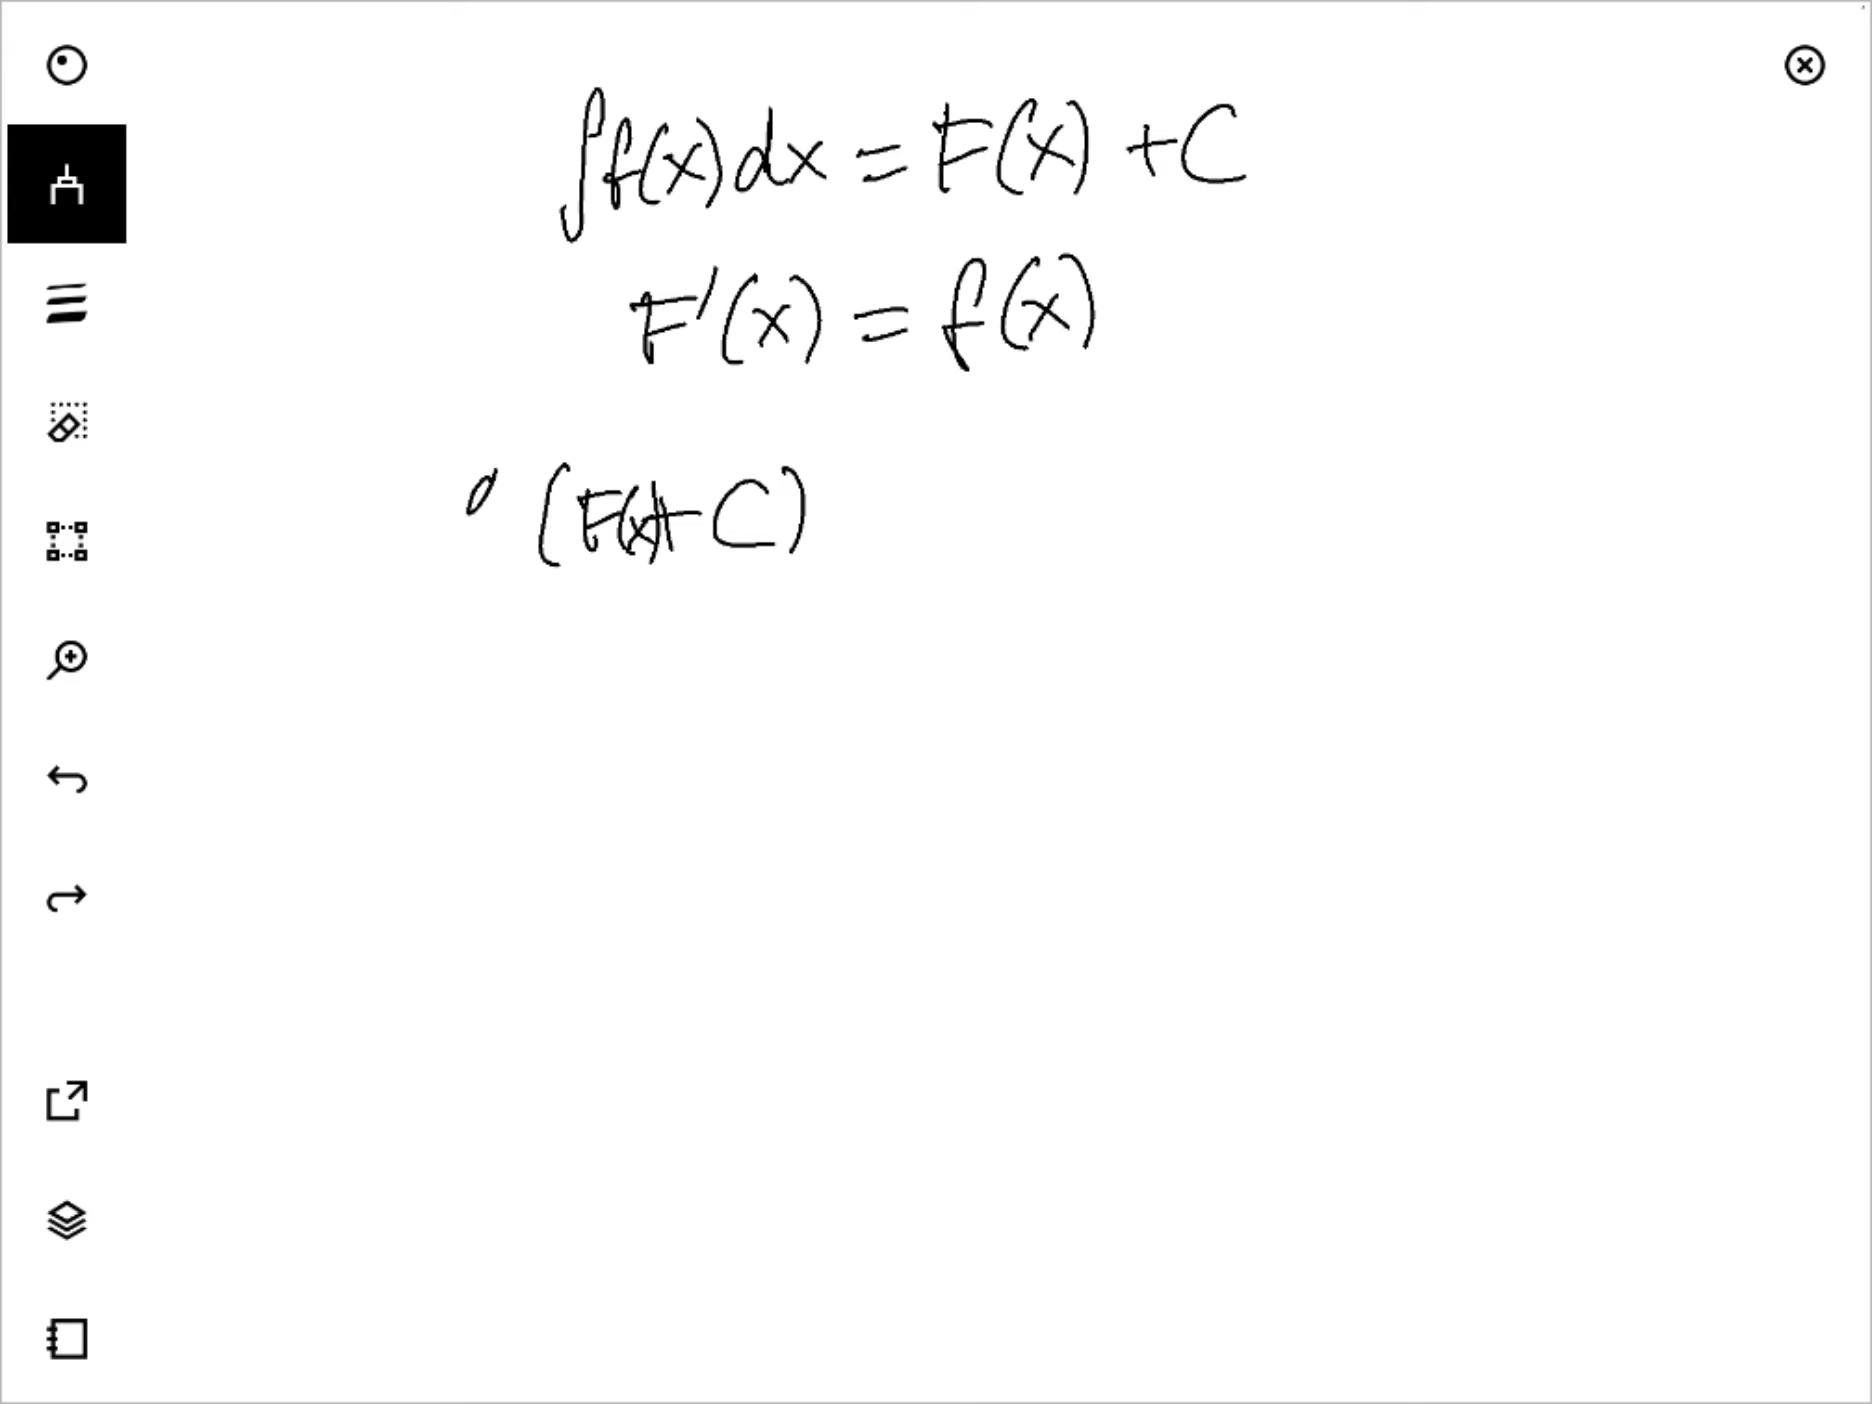 ∫f(x)dx = F(x) + C
F'(x) = f(x)
d (F(x)+ C)